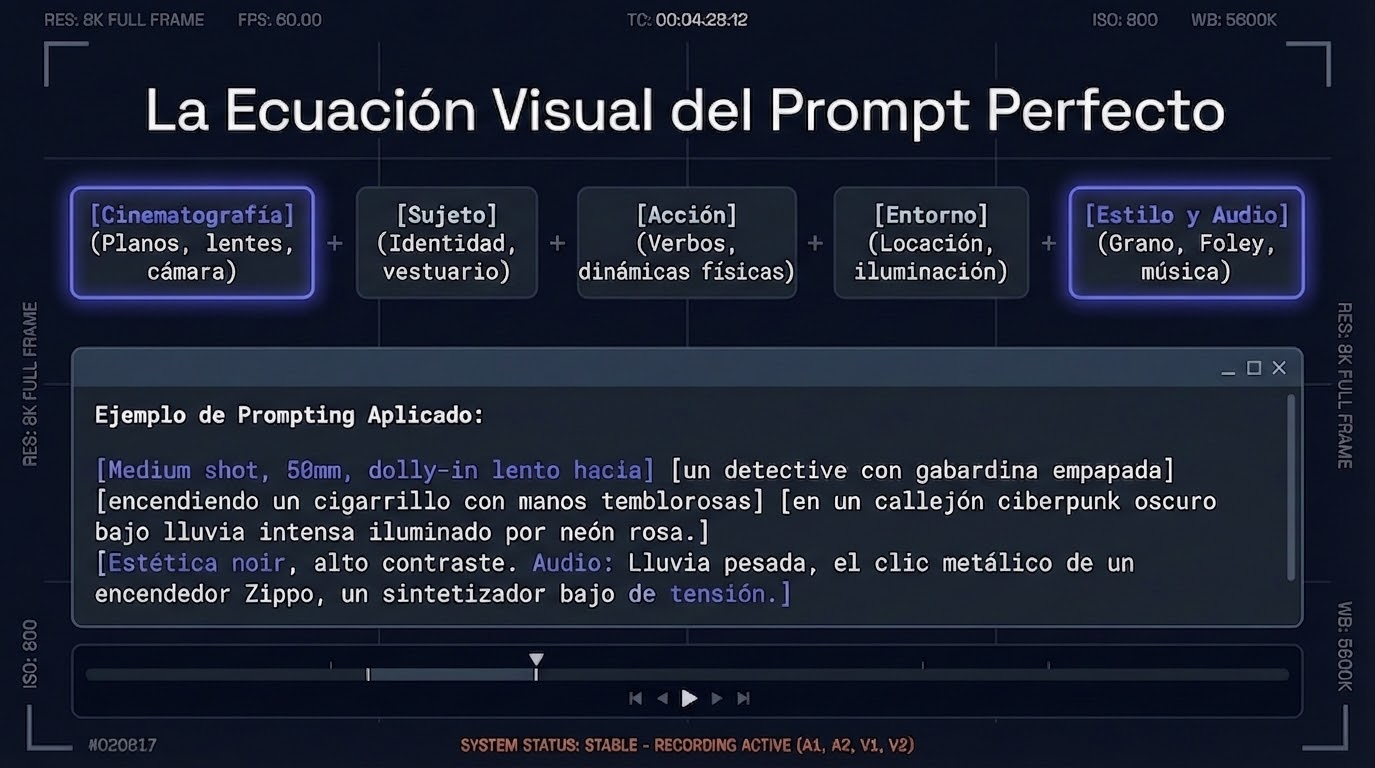 RES: 8K FULL FRAME FPS: 60.00 TC: 00:04:28:12 ISO: 800 WB: 5600K
La Ecuación Visual del Prompt Perfecto
[Cinematografía]
(Planos, lentes,
cámara)
+
[Sujeto]
(Identidad,
vestuario)
+
[Acción]
(Verbos,
dinámicas físicas)
+
[Entorno]
(Locación,
iluminación)
+
[Estilo y Audio]
(Grano, Foley,
música)
RES: 8K FULL FRAME
ISO: 800
Ejemplo de Prompting Aplicado:
[Medium shot, 50mm, dolly-in lento hacia] [un detective con gabardina empapada]
[encendiendo un cigarrillo con manos temblorosas] [en un callejón ciberpunk oscuro
bajo lluvia intensa iluminado por neón rosa.]
[Estética noir, alto contraste. Audio: Lluvia pesada, el clic metálico de un
encendedor Zippo, un sintetizador bajo de tensión.]
RES: 8K FULL FRAME
WB: 5600K
#020817
SYSTEM STATUS: STABLE - RECORDING ACTIVE (A1, A2, V1, V2)